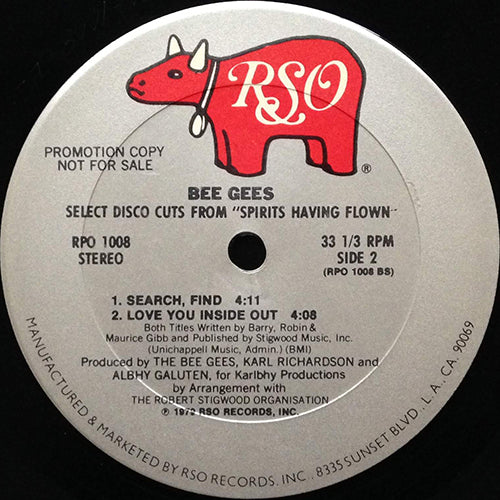 RSO
®
PROMOTION COPY
NOT FOR SALE
BEE GEES
SELECT DISCO CUTS FROM "SPIRITS HAVING FLOWN"
RPO 1008
STEREO
33 1/3 RPM
SIDE 2
(RPO 1008 BS)
1. SEARCH, FIND 4:11
2. LOVE YOU INSIDE OUT 4:08
Both Titles Written by Barry, Robin &
Maurice Gibb and Published by Stigwood Music, Inc.
(Unichappell Music, Admin.) (BMI)
Produced by THE BEE GEES, KARL RICHARDSON and
ALBHY GALUTEN, for Karlbhy Productions
by Arrangement with
THE ROBERT STIGWOOD ORGANISATION
℗ 1979 RSO RECORDS, INC.
MANUFACTURED & MARKETED BY RSO RECORDS, INC. 8335 SUNSET BLVD. L.A., CA. 90069